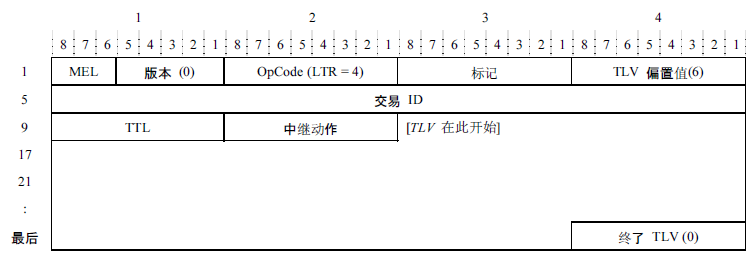 1 2 3 4
8 7 6 5 4 3 2 1 8 7 6 5 4 3 2 1 8 7 6 5 4 3 2 1 8 7 6 5 4 3 2 1
1 MEL 版本 (0) OpCode (LTR = 4) 标记 TLV 偏置值(6)
5 交易 ID
9 TTL 中继动作 [TLV 在此开始]
17
21
:
最后 终了 TLV (0)